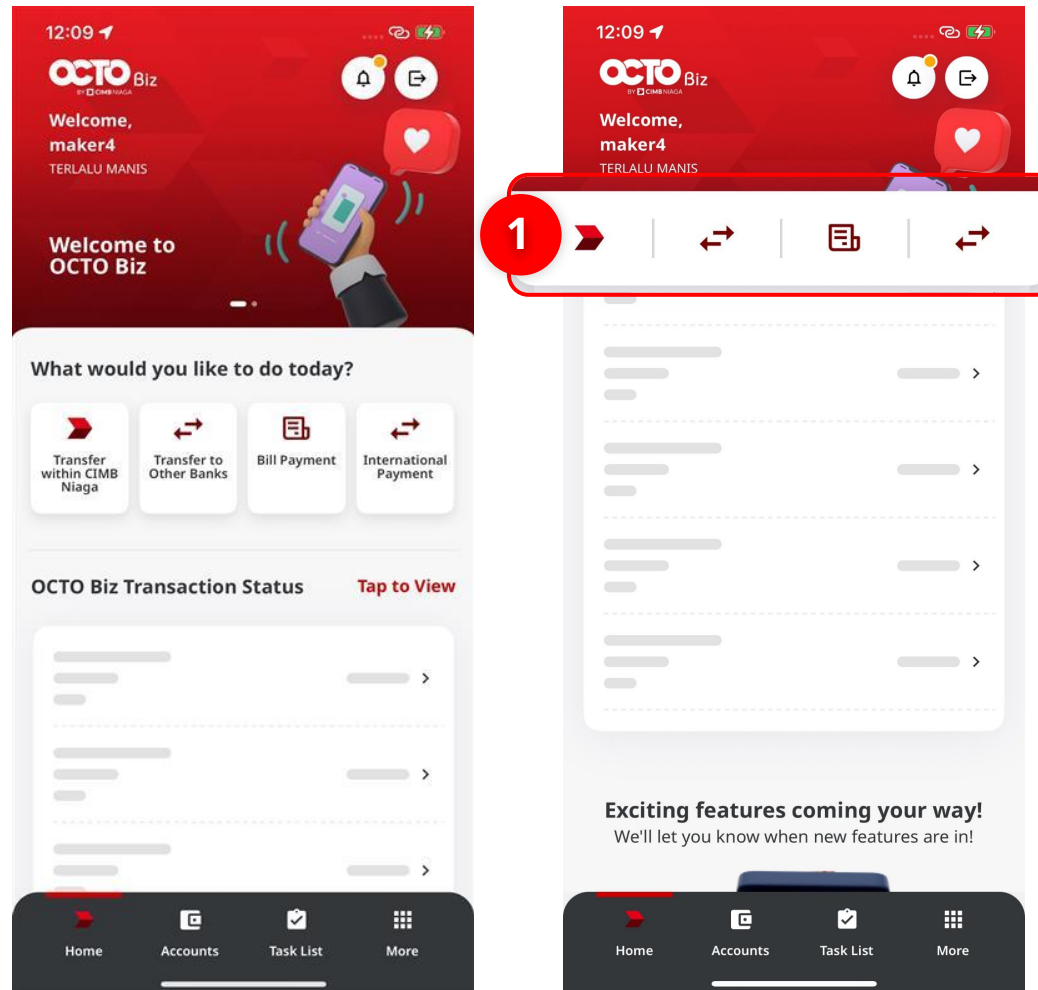 12:09
OCTO Biz
BY CIMB NIAGA
Welcome,
maker4
TERLALU MANIS
Welcome to
OCTO Biz
What would you like to do today?
Transfer
within CIMB
Niaga
Transfer to
Other Banks
Bill Payment
International
Payment
OCTO Biz Transaction Status
Tap to View
Home
Accounts
Task List
More
12:09
OCTO Biz
BY CIMB NIAGA
Welcome,
maker4
TERLALU MANIS
1
Exciting features coming your way!
We'll let you know when new features are in!
Home
Accounts
Task List
More